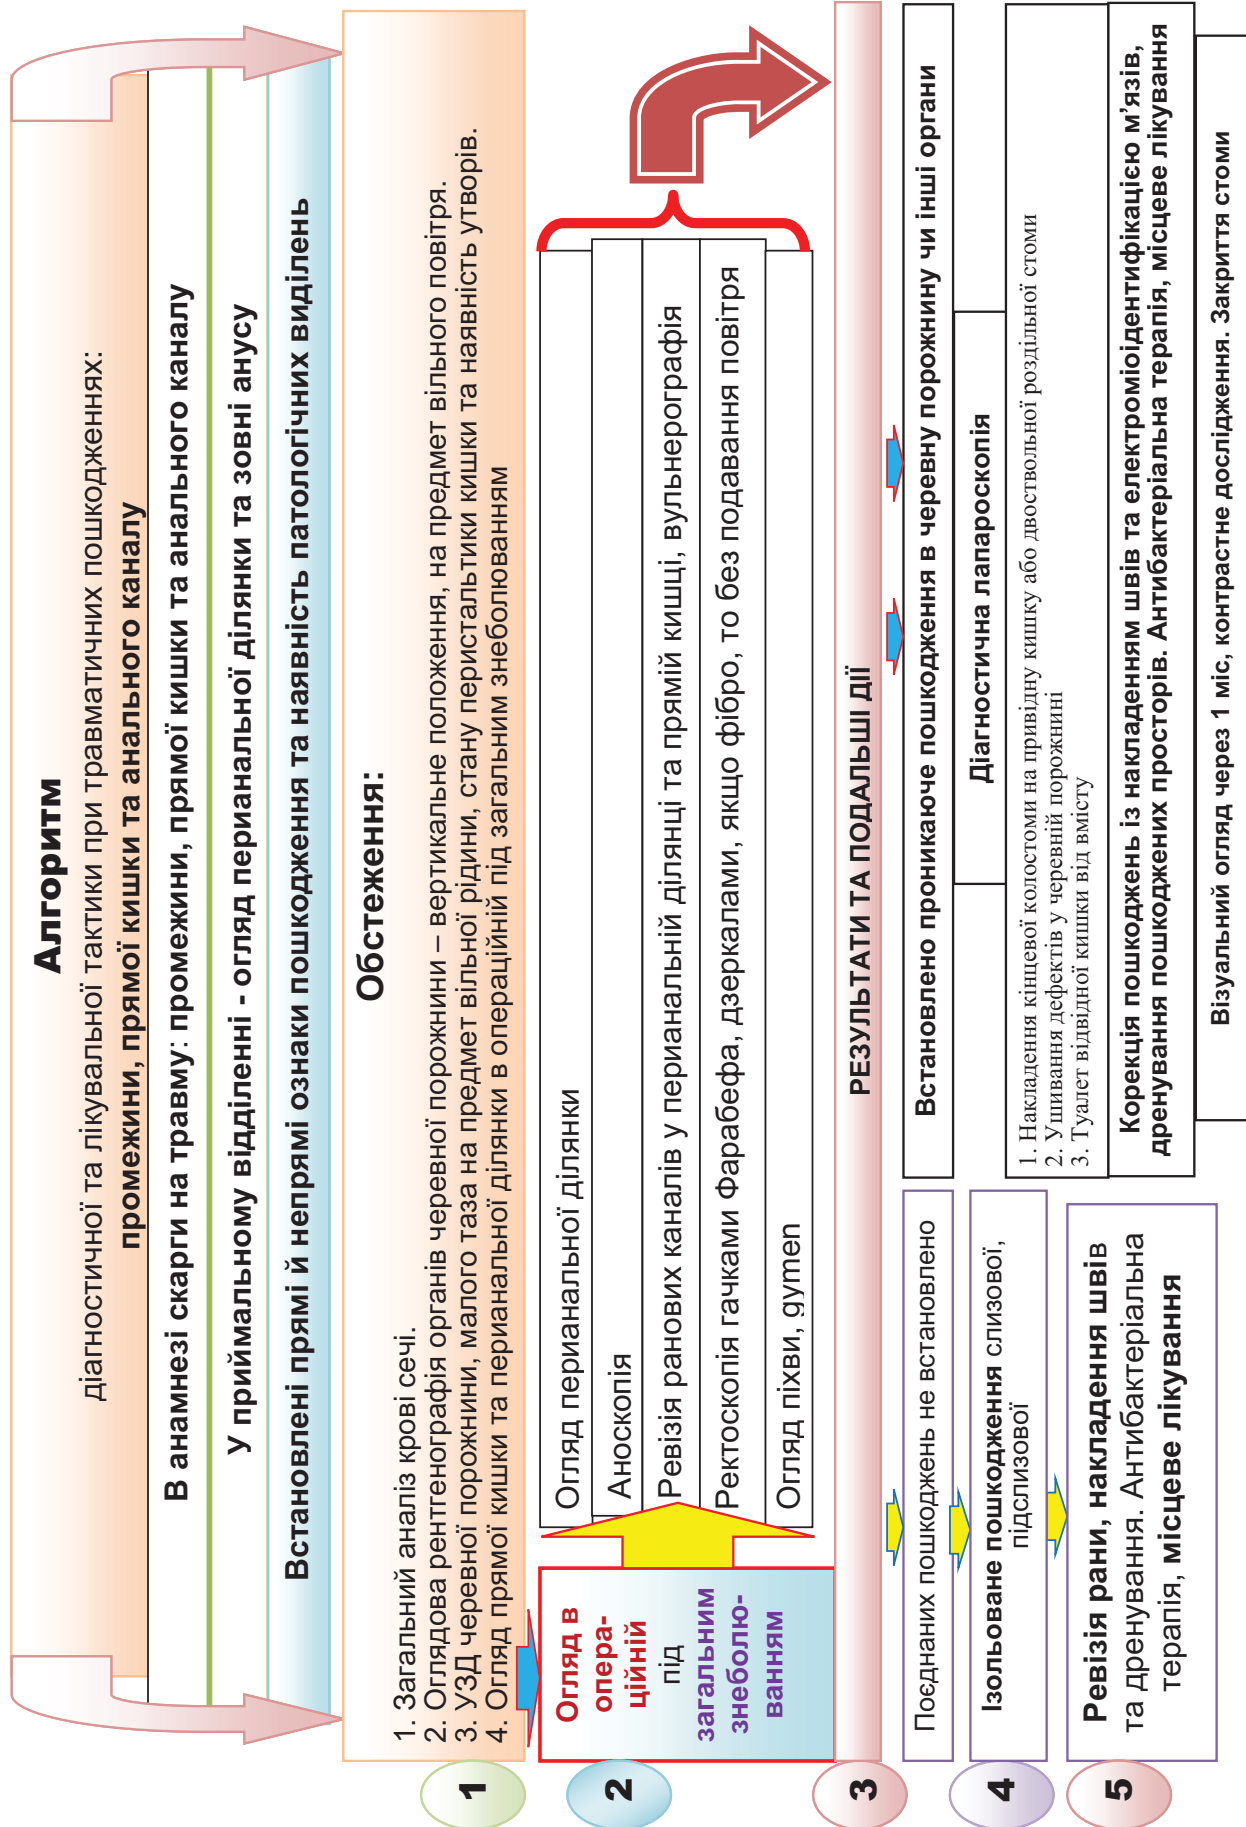 Алгоритм
діагностичної та лікувальної тактики при травматичних пошкодженнях:
промежини, прямої кишки та анального каналу
В анамнезі скарги на травму: промежини, прямої кишки та анального каналу
У приймальному відділенні - огляд перианальної ділянки та зовні анусу
Встановлені прямі й непрямі ознаки пошкодження та наявність патологічних виділень
Обстеження:
1. Загальний аналіз крові сечі.
2. Оглядова рентгенографія органів черевної порожнини – вертикальне положення, на предмет вільного повітря.
3. УЗД черевної порожнини, малого таза на предмет вільної рідини, стану перистальтики кишки та наявність утворів.
4. Огляд прямої кишки та перианальної ділянки в операційній під загальним знеболюванням
1
2
Огляд в
опера-
ційній
під
загальним
знеболю-
ванням
Огляд перианальної ділянки
Аноскопія
Ревізія ранових каналів у перианальній ділянці та прямій кишці, вульнерографія
Ректоскопія гачками Фарабефа, дзеркалами, якщо фібро, то без подавання повітря
Огляд піхви, gymen
3
РЕЗУЛЬТАТИ ТА ПОДАЛЬШІ ДІЇ
Поєднаних пошкоджень не встановлено
Встановлено проникаюче пошкодження в черевну порожнину чи інші органи
4
Ізольоване пошкодження слизової,
підслизової
Діагностична лапароскопія
1. Накладення кінцевої колостоми на привідну кишку або двоствольної роздільної стоми
2. Ушивання дефектів у черевній порожнині
3. Туалет відвідної кишки від вмісту
5
Ревізія рани, накладення швів
та дренування. Антибактеріальна
терапія, місцеве лікування
Корекція пошкоджень із накладенням швів та електроміоідентифікацією м'язів,
дренування пошкоджених просторів. Антибактеріальна терапія, місцеве лікування
Візуальний огляд через 1 міс, контрастне дослідження. Закриття стоми